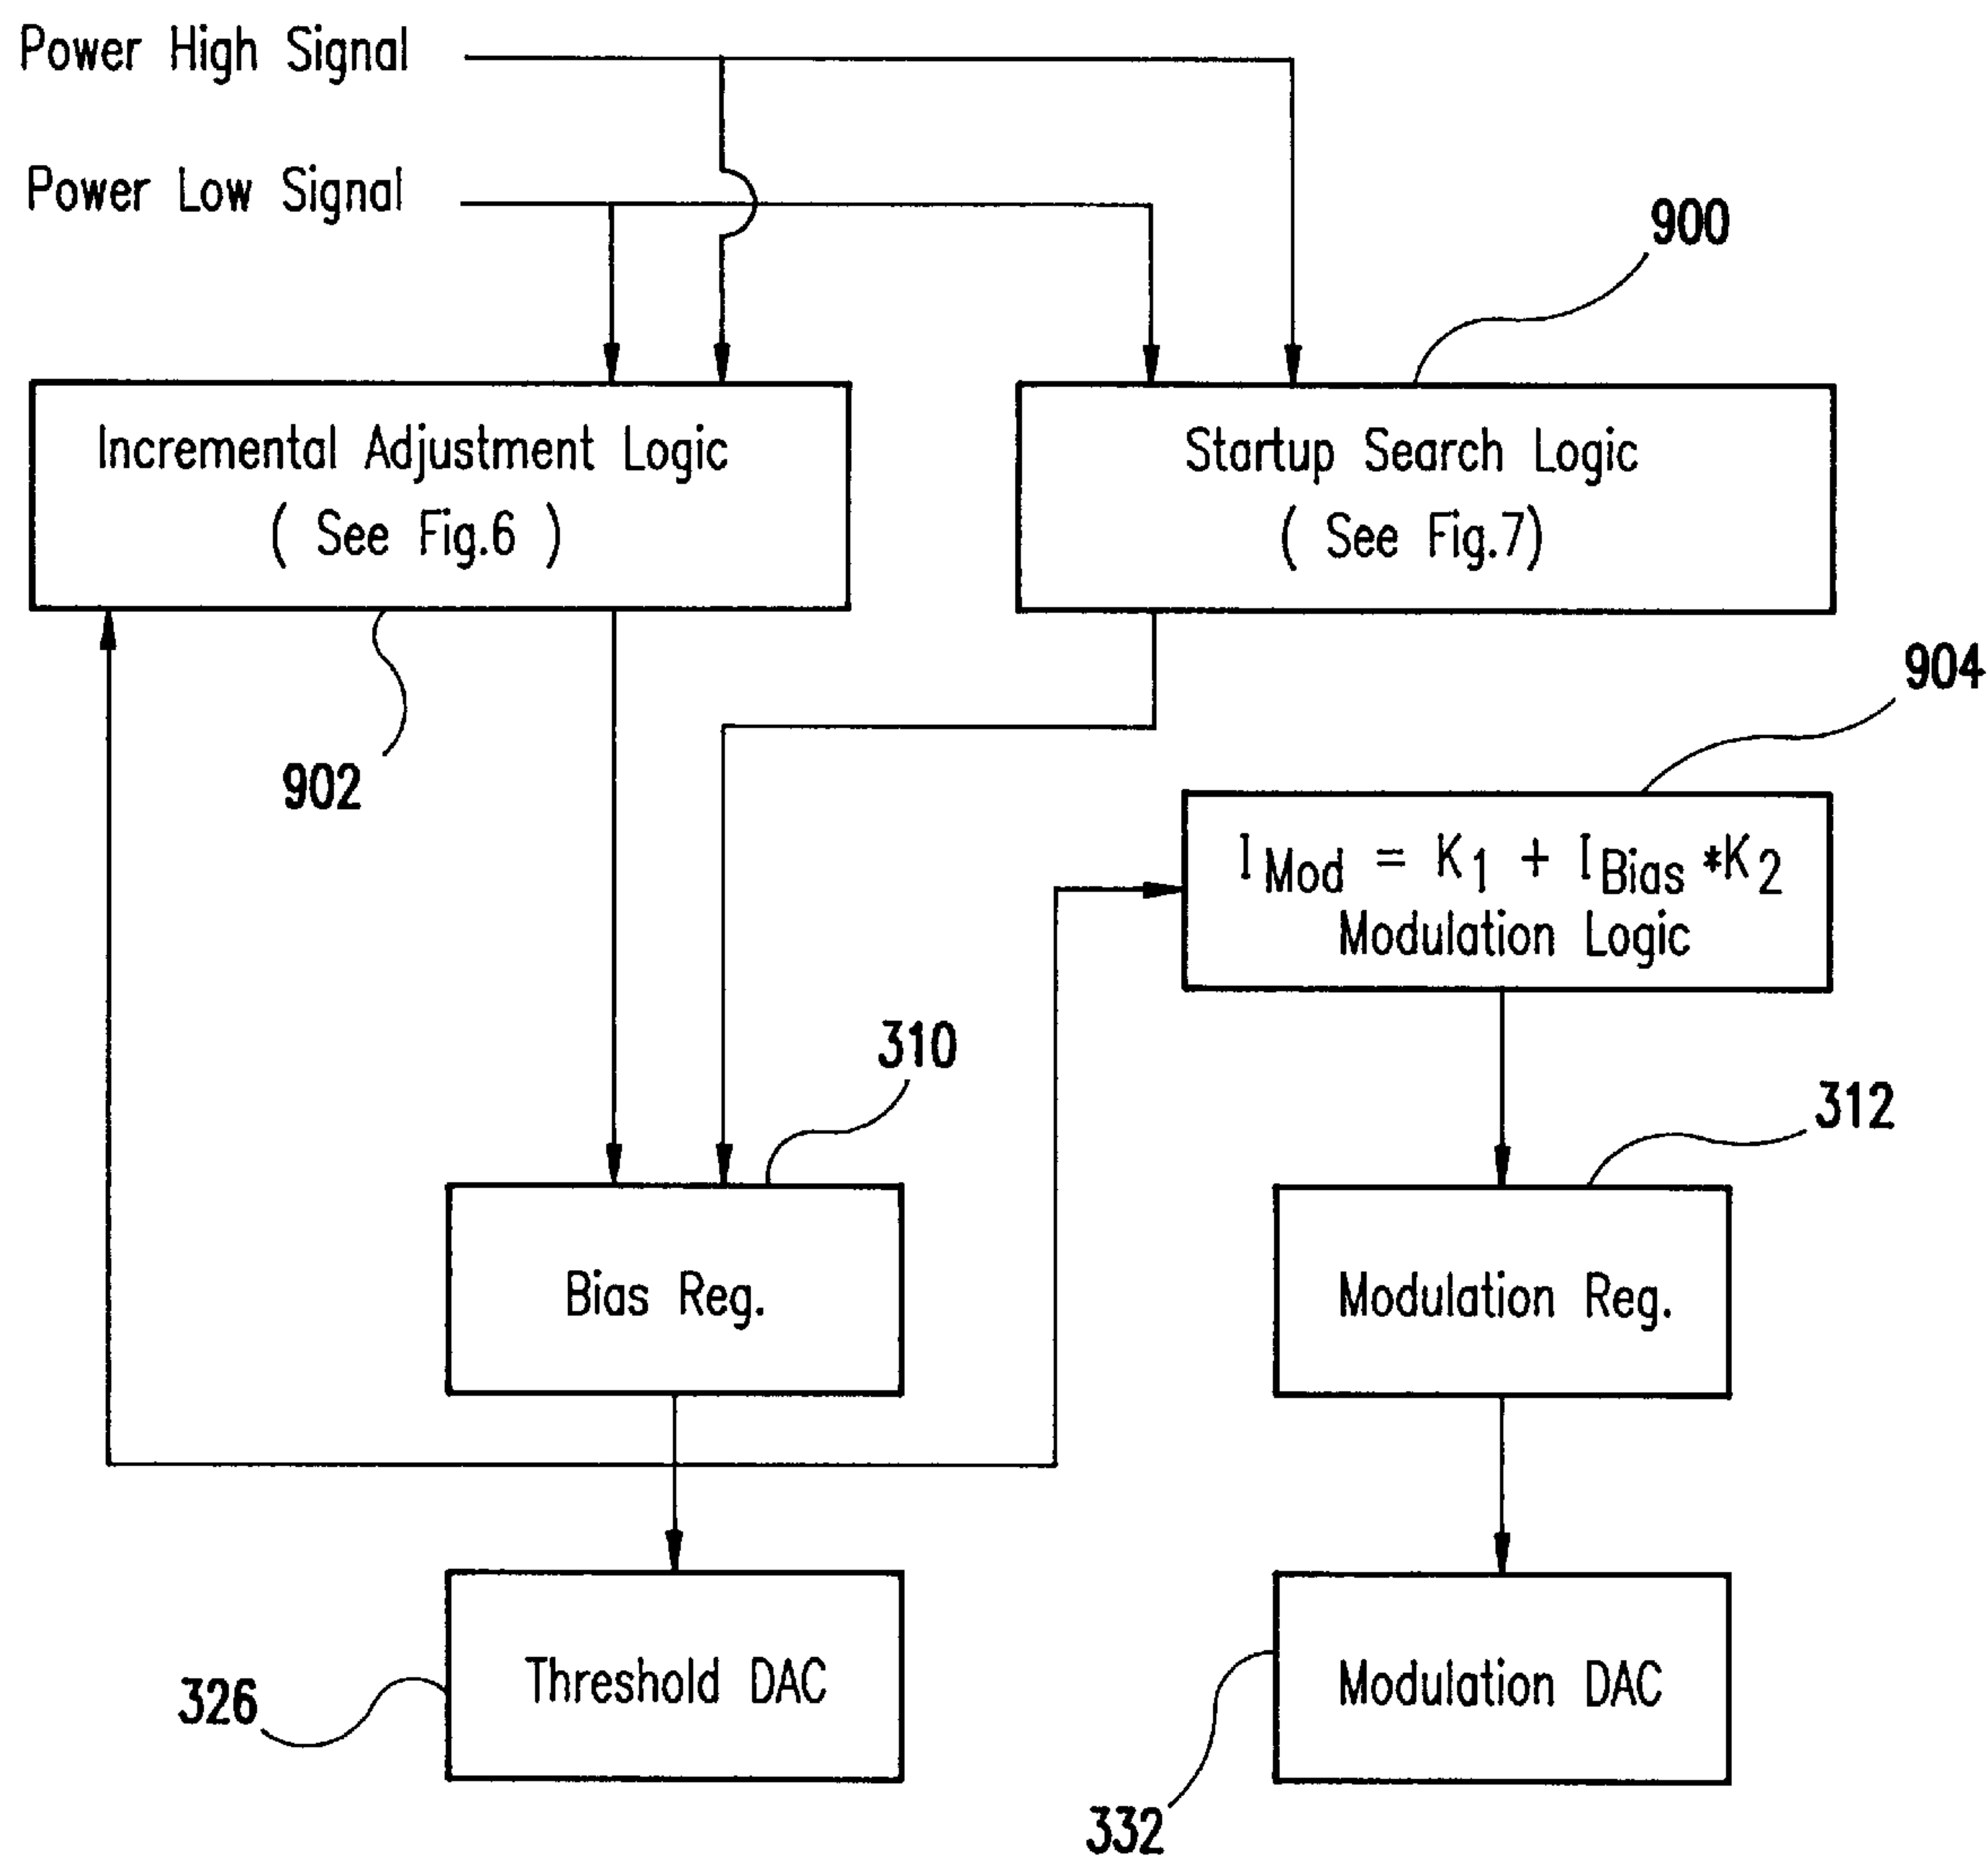 Power High Signal
Power Low Signal
900
Incremental Adjustment Logic
( See Fig.6 )
Startup Search Logic
( See Fig.7)
902
904
I Mod = K1 + I Bias *K2
Modulation Logic
310
312
Bias Reg.
Modulation Reg.
Threshold DAC
Modulation DAC
326
332